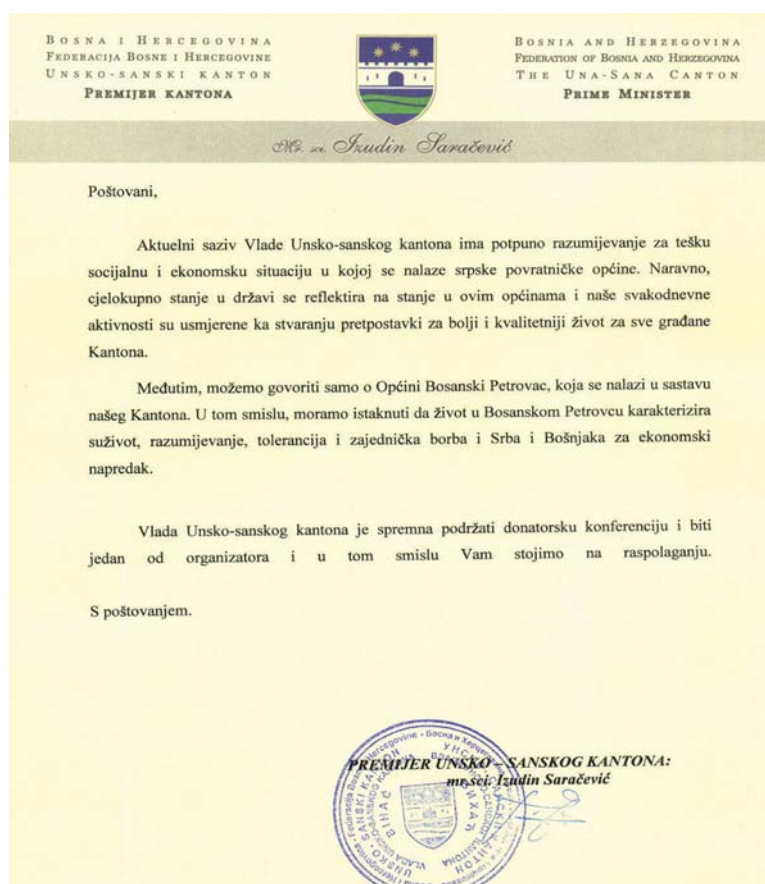 BOSNA I HERCEGOVINA
FEDERACIJA BOSNE I HERCEGOVINE
UNSKO-SANSKI KANTON
PREMIJER KANTONA
BOSNIA AND HERZEGOVINA
FEDERATION OF BOSNIA AND HERZEGOVINA
THE UNA-SANA CANTON
PRIME MINISTER
Mr. sci. Izudin Saračević
Poštovani,
Aktuelni saziv Vlade Unsko-sanskog kantona ima potpuno razumijevanje za tešku
socijalnu i ekonomsku situaciju u kojoj se nalaze srpske povratničke općine. Naravno,
cjelokupno stanje u državi se reflektira na stanje u ovim općinama i naše svakodnevne
aktivnosti su usmjerene ka stvaranju pretpostavki za bolji i kvalitetniji život za sve građane
Kantona.
Međutim, možemo govoriti samo o Općini Bosanski Petrovac, koja se nalazi u sastavu
našeg Kantona. U tom smislu, moramo istaknuti da život u Bosanskom Petrovcu karakterizira
suživot, razumijevanje, tolerancija i zajednička borba i Srba i Bošnjaka za ekonomski
napredak.
Vlada Unsko-sanskog kantona je spremna podržati donatorsku konferenciju i biti
jedan od organizatora i u tom smislu Vam stojimo na raspolaganju.
S poštovanjem.
PREMIJER UNSKO – SANSKOG KANTONA:
mr.sci. Izudin Saračević